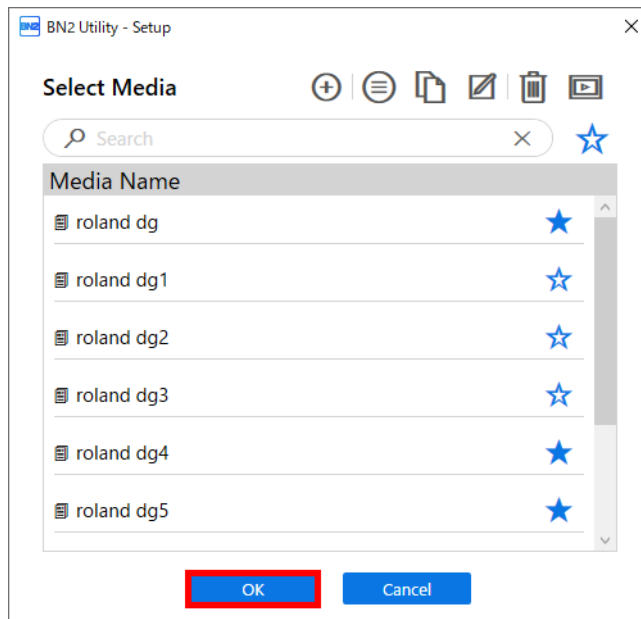 BN2 BN2 Utility - Setup
Select Media
Search
Media Name
roland dg
roland dg1
roland dg2
roland dg3
roland dg4
roland dg5
OK Cancel